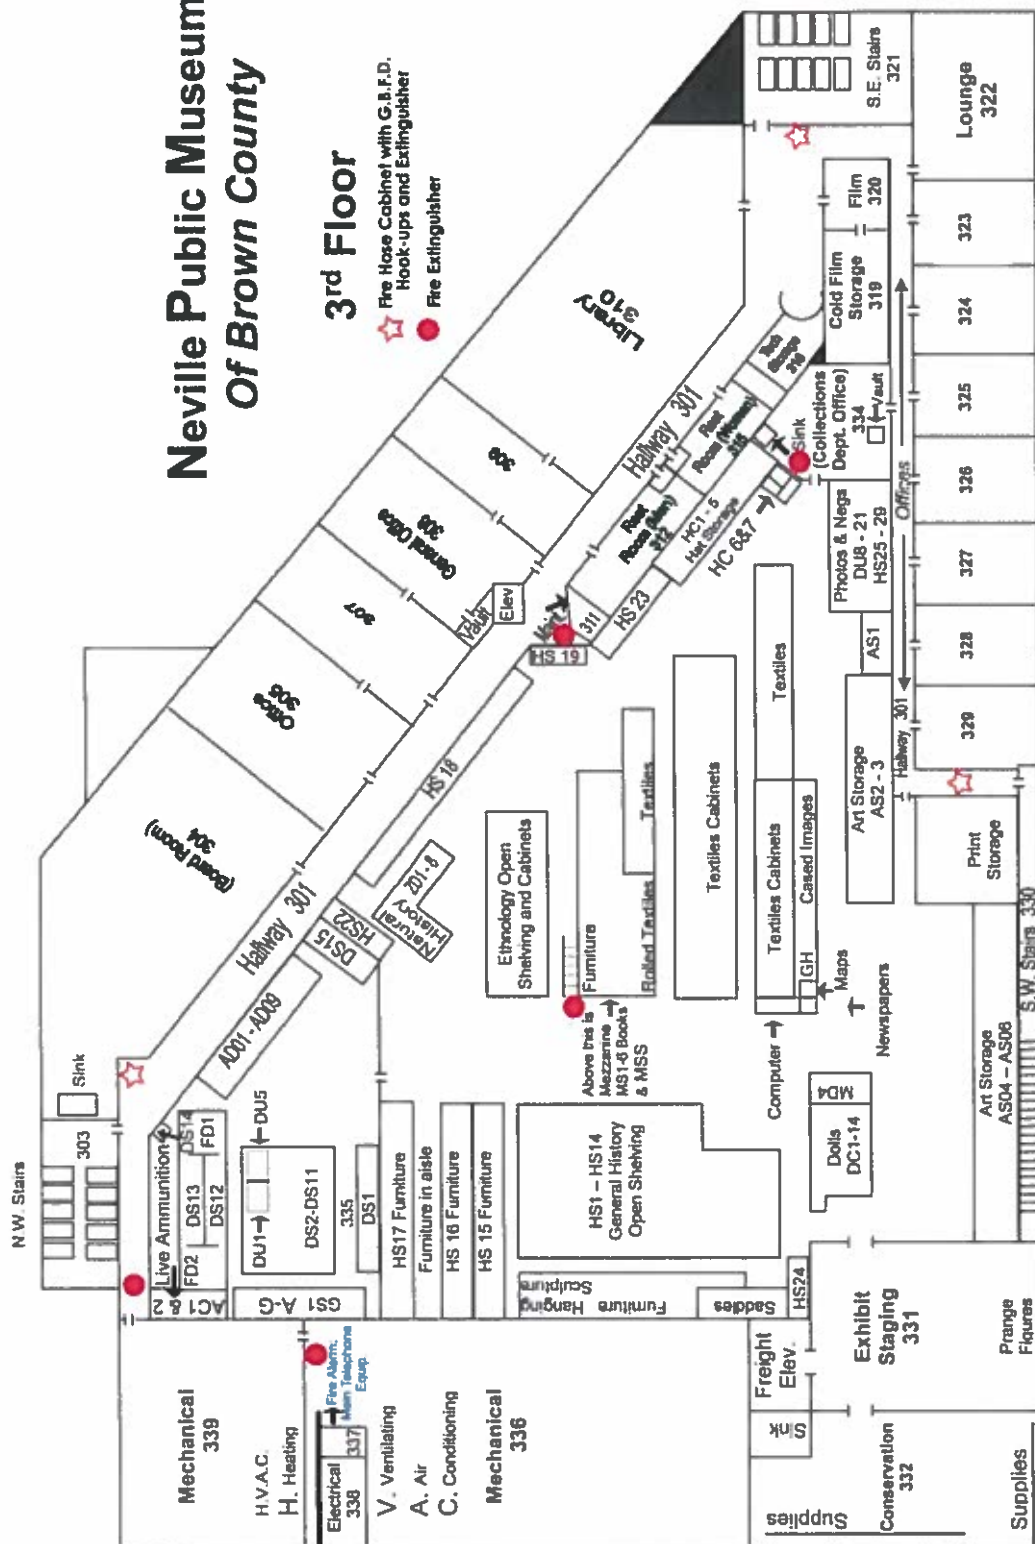 Neville Public Museum
Of Brown County
3rd Floor
Fire Hose Cabinet with G.B.F.D.
Hook-ups and Extinguisher
Fire Extinguisher
N.W. Stairs
303
Sink
(Board Room)
304
Office
305
307
General Office
308
306
Library
310
S.E. Stairs
321
Lounge
322
Hallway 301
Hallway 301
Vault
Elev
Maint
311
HS 19
HS 23
Rest
Room (Men)
312
Rest
Room (Women)
315
Tech
Storage
HC1 - 5
Hat Storage
HC 6&7
Sink
Cold Film
Storage
319
Film
320
(Collections
Dept. Office)
334
Vault
Offices
323
324
325
326
327
328
329
Photos & Negs
DU8 - 21
HS25 - 29
AS1
Art Storage
AS2 - 3
Hallway 301
Print
Storage
Art Storage
AS04 – AS06
S.W. Stairs 330
Live Ammunition
DS14
FD1
DS13
DS12
FD2
AC1 & 2
GS1 A-G
DU5
DU1
DS2-DS11
335
DS1
AD01 - AD09
DS15
HS22
Natural
History
ZD1 - 8
HS 18
HS17 Furniture
Furniture in aisle
HS 16 Furniture
HS 15 Furniture
Ethnology Open
Shelving and Cabinets
Furniture
Rolled Textiles
Textiles
Above this is
Mezzanine
MS1-6 Books
& MSS
Textiles Cabinets
Textiles Cabinets
Textiles
Cased Images
GH
Maps
Newspapers
Computer
HS1 – HS14
General History
Open Shelving
MD4
Dolls
DC1-14
Furniture Hanging
Sculpture
Saddles
HS24
Mechanical
339
H.V.A.C.
H. Heating
V. Ventilating
A. Air
C. Conditioning
Fire Alarm,
Main Telephone
Equip.
337
Electrical
338
Mechanical
336
Freight
Elev.
Sink
Exhibit
Staging
331
Prange
Figures
Conservation
332
Supplies
Supplies